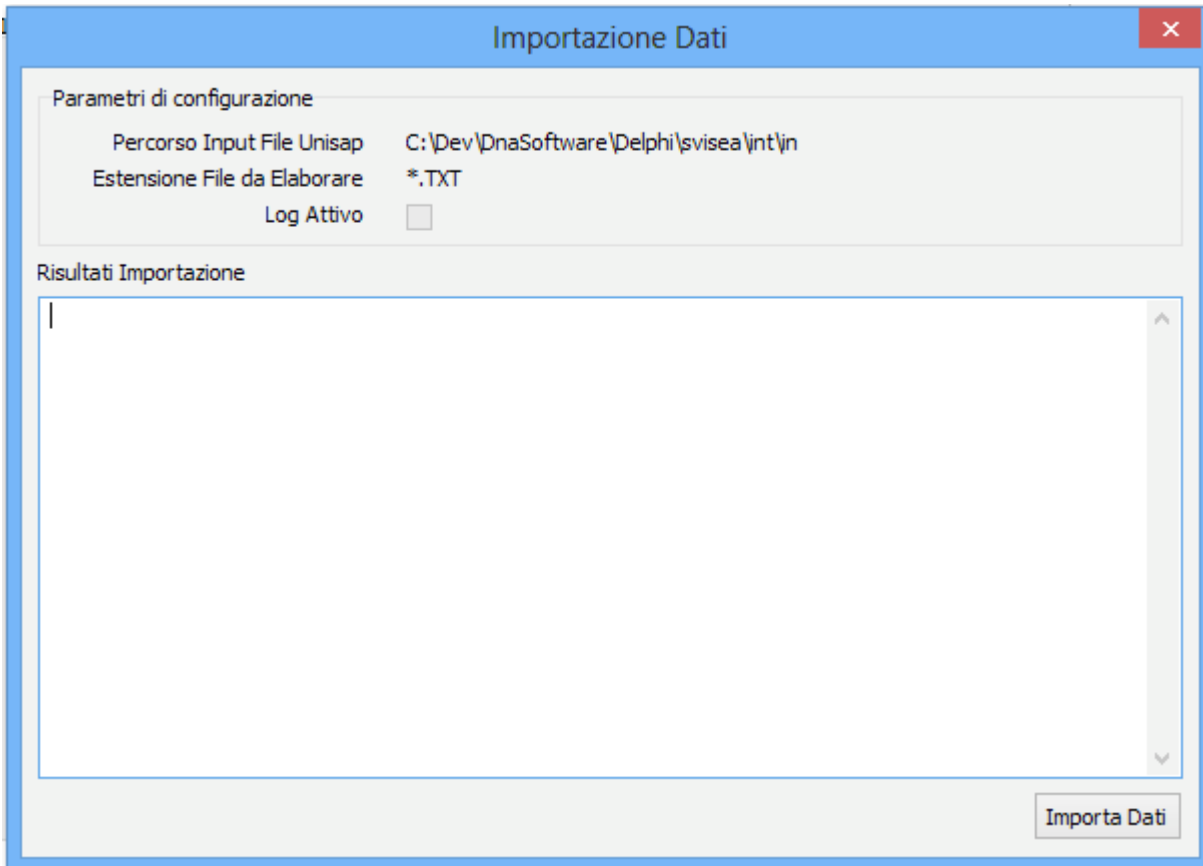 Importazione Dati
Parametri di configurazione
Percorso Input File Unisap C:\Dev\DnaSoftware\Delphi\svisea\int\in
Estensione File da Elaborare *.TXT
Log Attivo
Risultati Importazione
Importa Dati